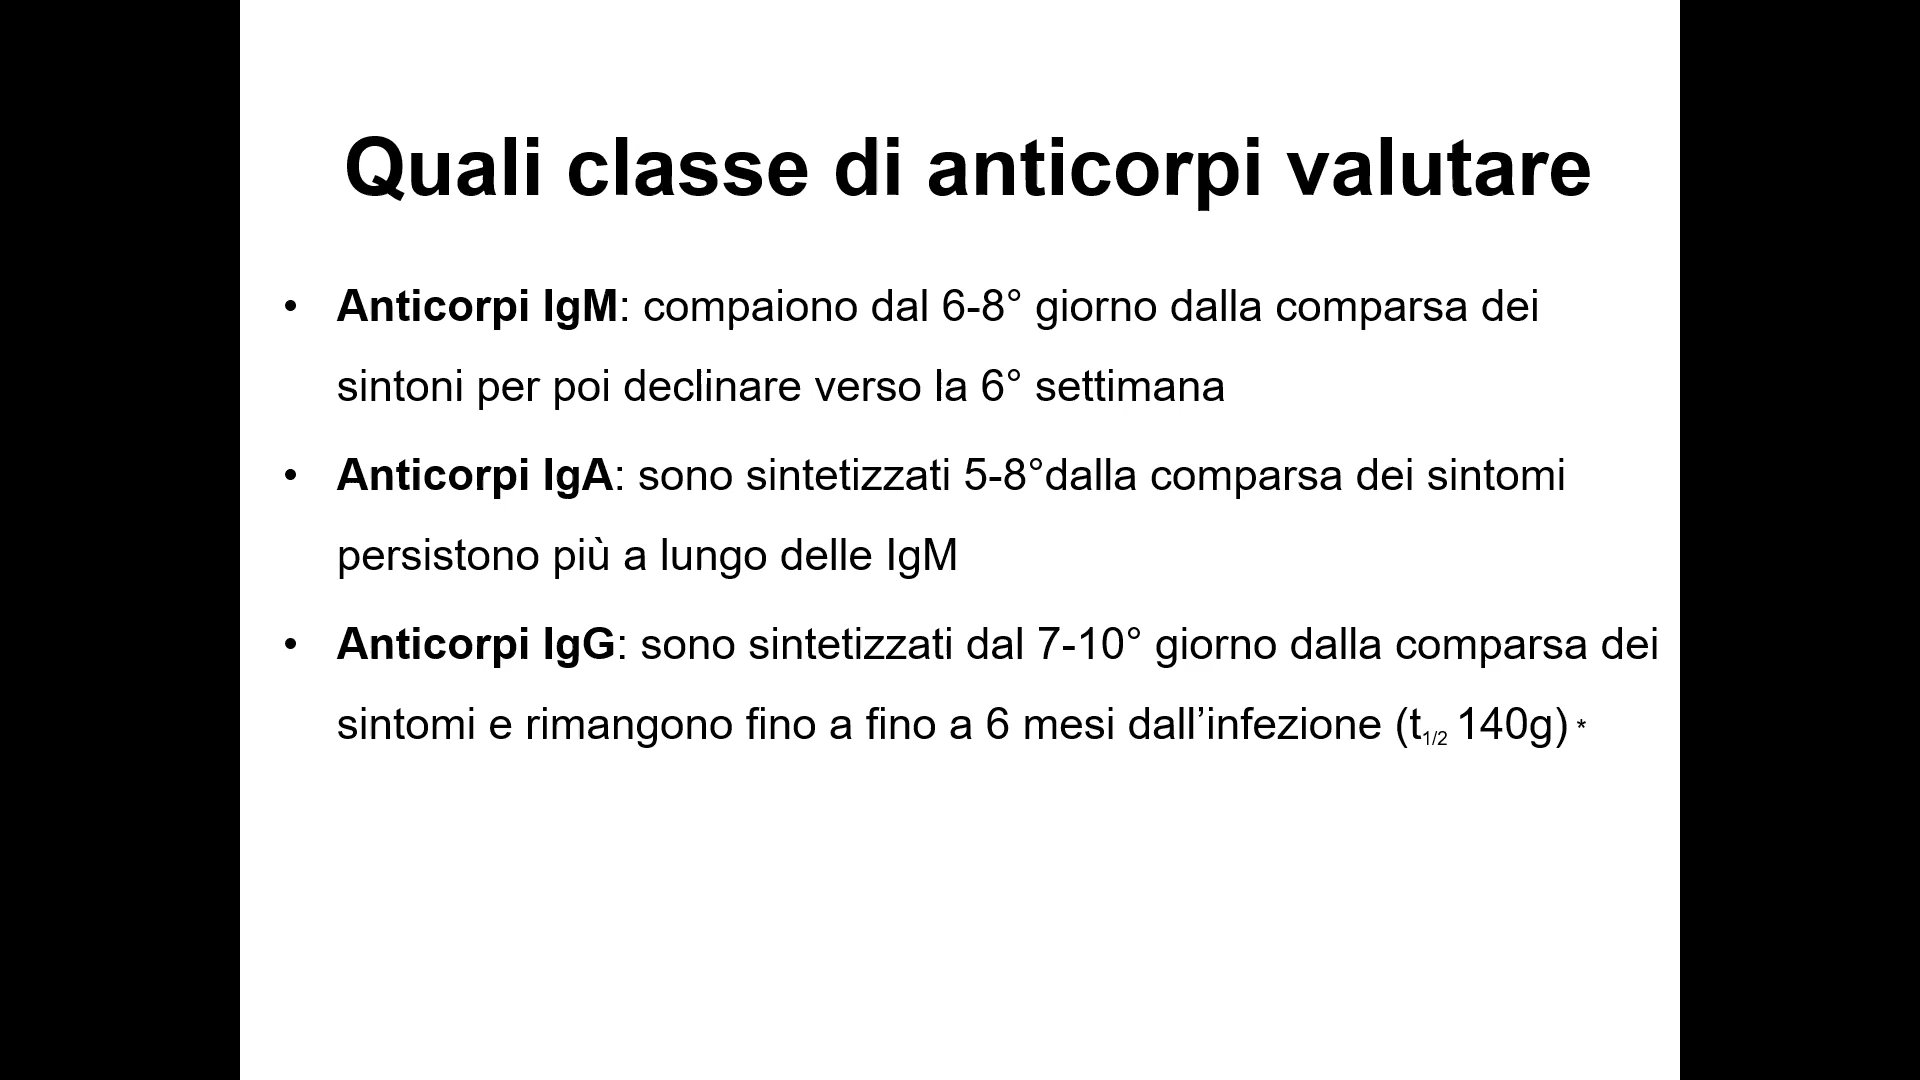 Quali classe di anticorpi valutare
• Anticorpi IgM: compaiono dal 6-8° giorno dalla comparsa dei
sintoni per poi declinare verso la 6° settimana
• Anticorpi IgA: sono sintetizzati 5-8°dalla comparsa dei sintomi
persistono più a lungo delle IgM
• Anticorpi IgG: sono sintetizzati dal 7-10° giorno dalla comparsa dei
sintomi e rimangono fino a fino a 6 mesi dall’infezione (t1/2 140g) *